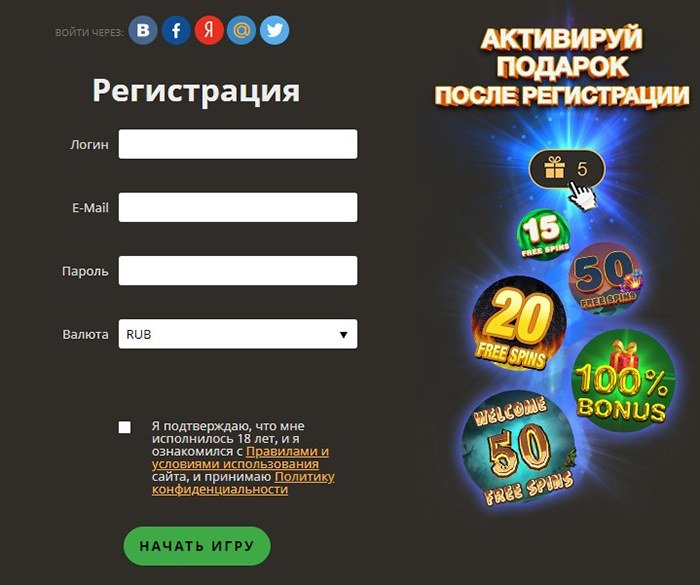 ВОЙТИ ЧЕРЕЗ: В f Я @
Регистрация
Логин
E-Mail
Пароль
Валюта RUB
Я подтверждаю, что мне
исполнилось 18 лет, и я
ознакомился с Правилами и
условиями использования
сайта, и принимаю Политику
конфиденциальности
НАЧАТЬ ИГРУ
АКТИВИРУЙ
ПОДАРОК
ПОСЛЕ РЕГИСТРАЦИИ
5
15
FREE SPINS
50
FREE SPINS
20
FREE SPINS
100%
BONUS
WELCOME
50
FREE SPINS